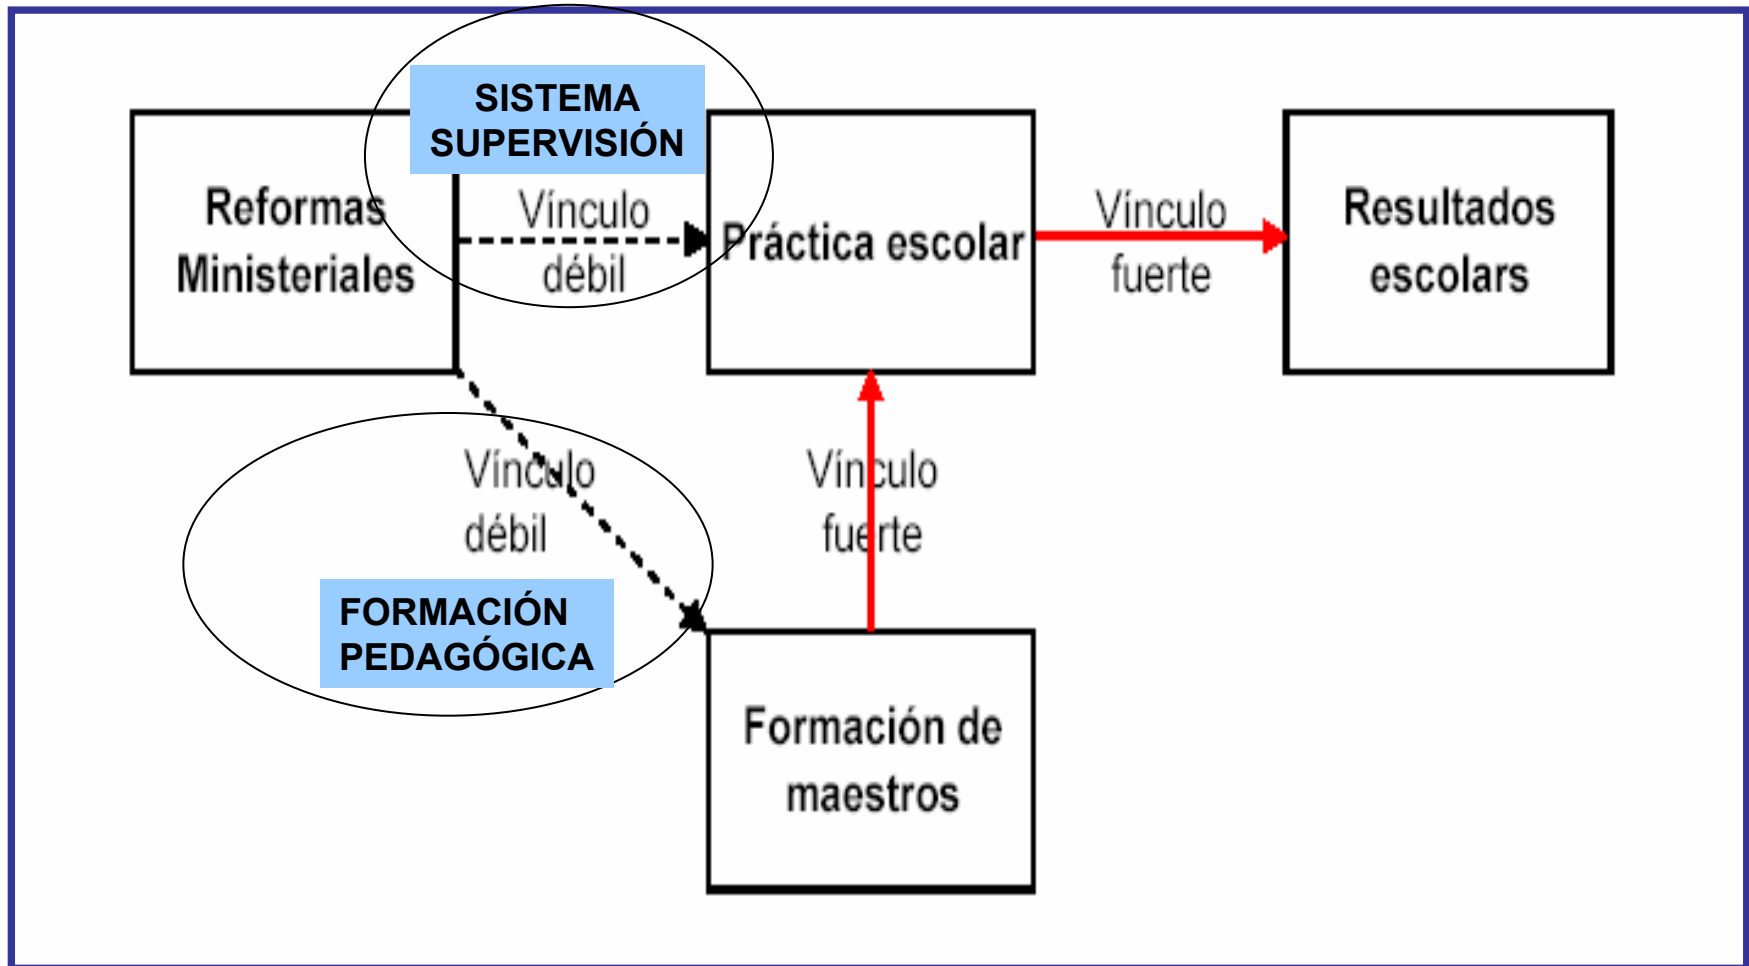 SISTEMA
SUPERVISIÓN
Reformas
Ministeriales
Vínculo
débil
Práctica escolar
Vínculo
fuerte
Resultados
escolars
Vínculo
débil
Vínculo
fuerte
FORMACIÓN
PEDAGÓGICA
Formación de
maestros